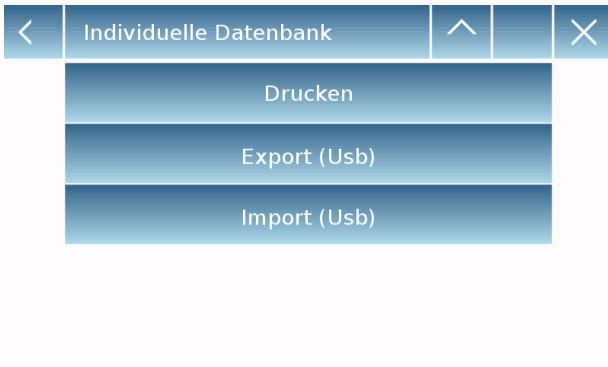 Individuelle Datenbank
Drucken
Export (Usb)
Import (Usb)